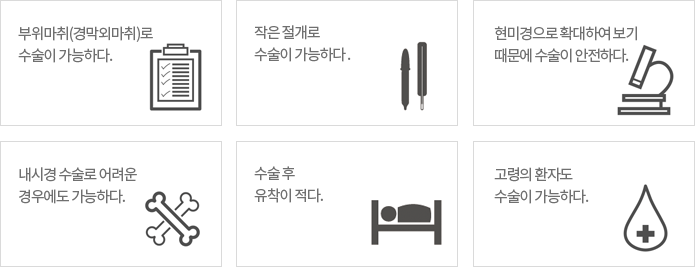 부위마취(경막외마취)로
수술이 가능하다.
작은 절개로
수술이 가능하다.
현미경으로 확대하여 보기
때문에 수술이 안전하다.
내시경 수술로 어려운
경우에도 가능하다.
수술 후
유착이 적다.
고령의 환자도
수술이 가능하다.